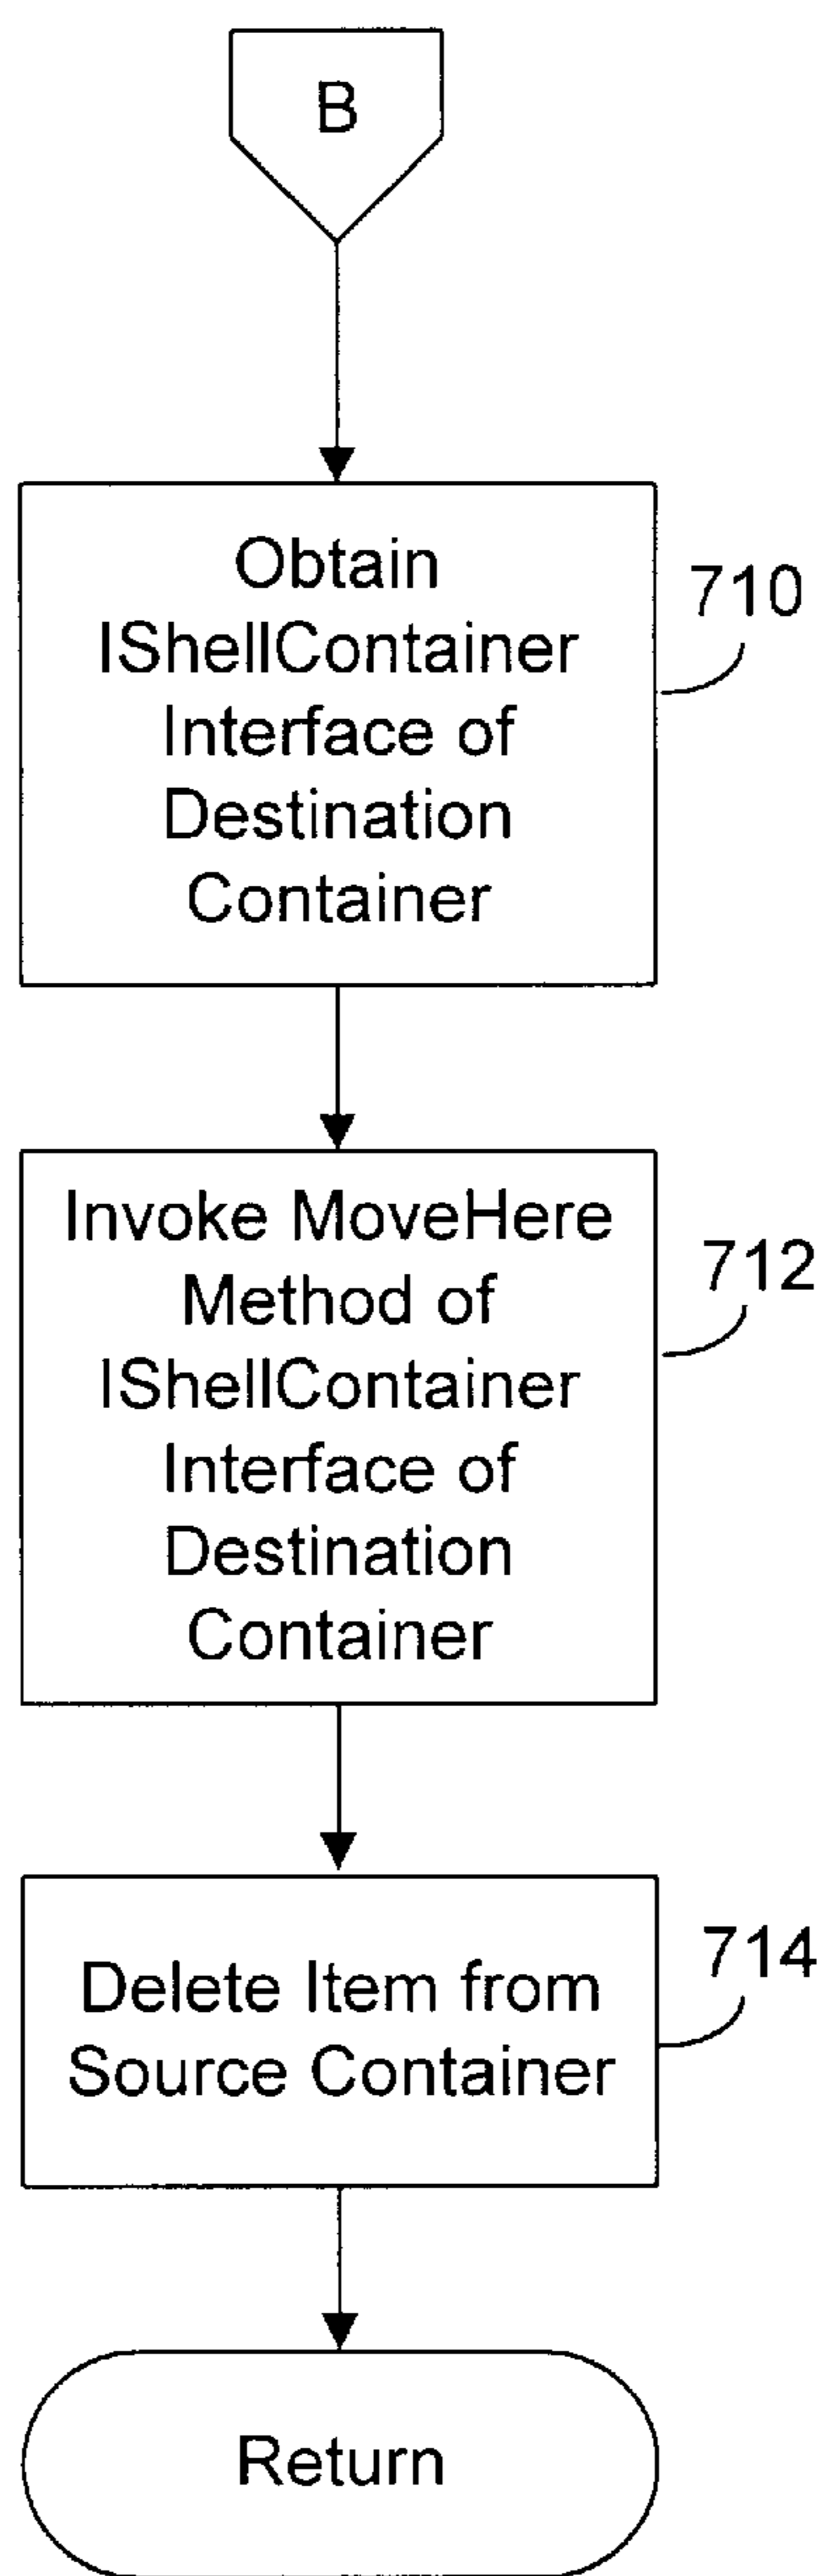 B
Obtain
IShellContainer
Interface of
Destination
Container
710
Invoke MoveHere
Method of
IShellContainer
Interface of
Destination
Container
712
Delete Item from
Source Container
714
Return